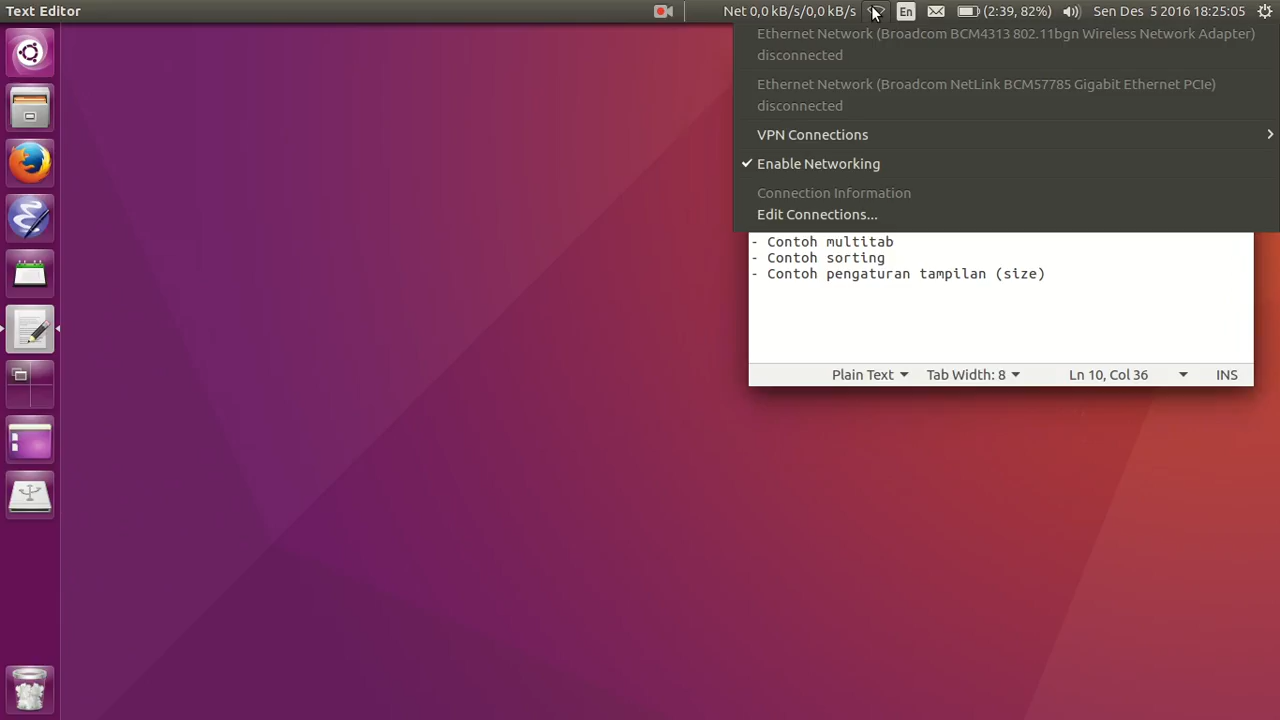 Text Editor
Net 0,0 kB/s/0,0 kB/s
En
(2:39, 82%)
Sen Des 5 2016 18:25:05
Ethernet Network (Broadcom BCM4313 802.11bgn Wireless Network Adapter)
disconnected
Ethernet Network (Broadcom NetLink BCM57785 Gigabit Ethernet PCIe)
disconnected
VPN Connections
Enable Networking
Connection Information
Edit Connections...
- Contoh multitab
- Contoh sorting
- Contoh pengaturan tampilan (size)
Plain Text
Tab Width: 8
Ln 10, Col 36
INS